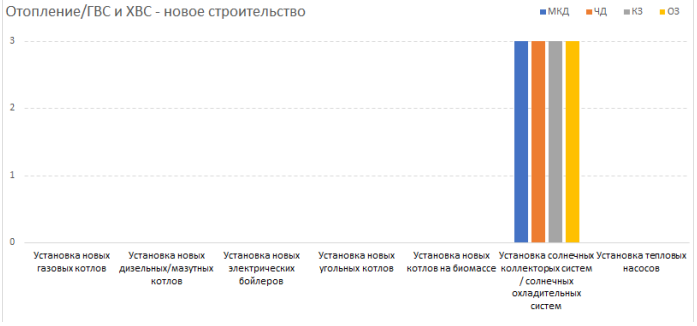 Отопление/ГВС и ХВС - новое строительство
МКД ЧД КЗ ОЗ
3
2
1
0
Установка новых
газовых котлов
Установка новых
дизельных/мазутных
котлов
Установка новых
электрических
бойлеров
Установка новых
угольных котлов
Установка новых
котлов на биомассе
Установка солнечных
коллекторых систем
/ солнечных
охладительных
систем
Установка тепловых
насосов